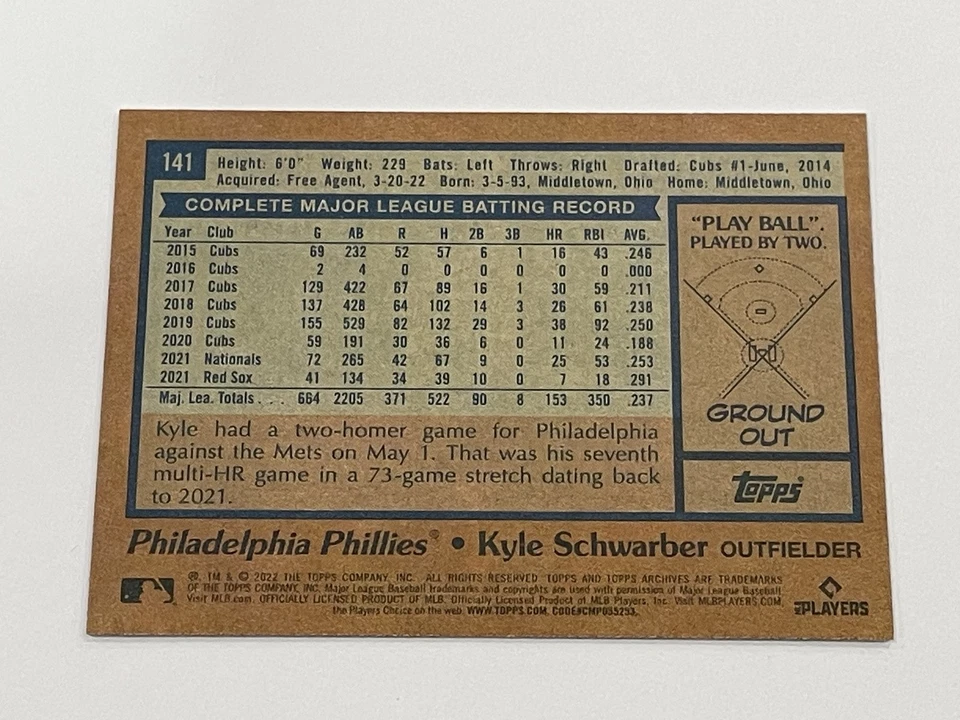 141
Height: 6'0" Weight: 229 Bats: Left Throws: Right Drafted: Cubs #1-June, 2014
Acquired: Free Agent, 3-20-22 Born: 3-5-93, Middletown, Ohio Home: Middletown, Ohio
COMPLETE MAJOR LEAGUE BATTING RECORD
Year Club G AB R H 2B 3B HR RBI AVG.
2015 Cubs 69 232 52 57 6 1 16 43 .246
2016 Cubs 2 4 0 0 0 0 0 0 .000
2017 Cubs 129 422 67 89 16 1 30 59 .211
2018 Cubs 137 428 64 102 14 3 26 61 .238
2019 Cubs 155 529 82 132 29 3 38 92 .250
2020 Cubs 59 191 30 36 6 0 11 24 .188
2021 Nationals 72 265 42 67 9 0 25 53 .253
2021 Red Sox 41 134 34 39 10 0 7 18 .291
Maj. Lea. Totals . . . 664 2205 371 522 90 8 153 350 .237
Kyle had a two-homer game for Philadelphia
against the Mets on May 1. That was his seventh
multi-HR game in a 73-game stretch dating back
to 2021.
"PLAY BALL".
PLAYED BY TWO.
GROUND
OUT
topps
Philadelphia Phillies® • Kyle Schwarber OUTFIELDER
®, TM & © 2022 THE TOPPS COMPANY, INC. ALL RIGHTS RESERVED TOPPS AND TOPPS ARCHIVES ARE TRADEMARKS
OF THE TOPPS COMPANY, INC. Major League Baseball trademarks and copyrights are used with permission of Major League Baseball
Visit MLB.com. OFFICIALLY LICENSED PRODUCT OF MLB Players, Inc. Visit MLBPLAYERS.COM,
the Players Choice on the web. WWW.TOPPS.COM. CODE#CMP035253
MLB PLAYERS